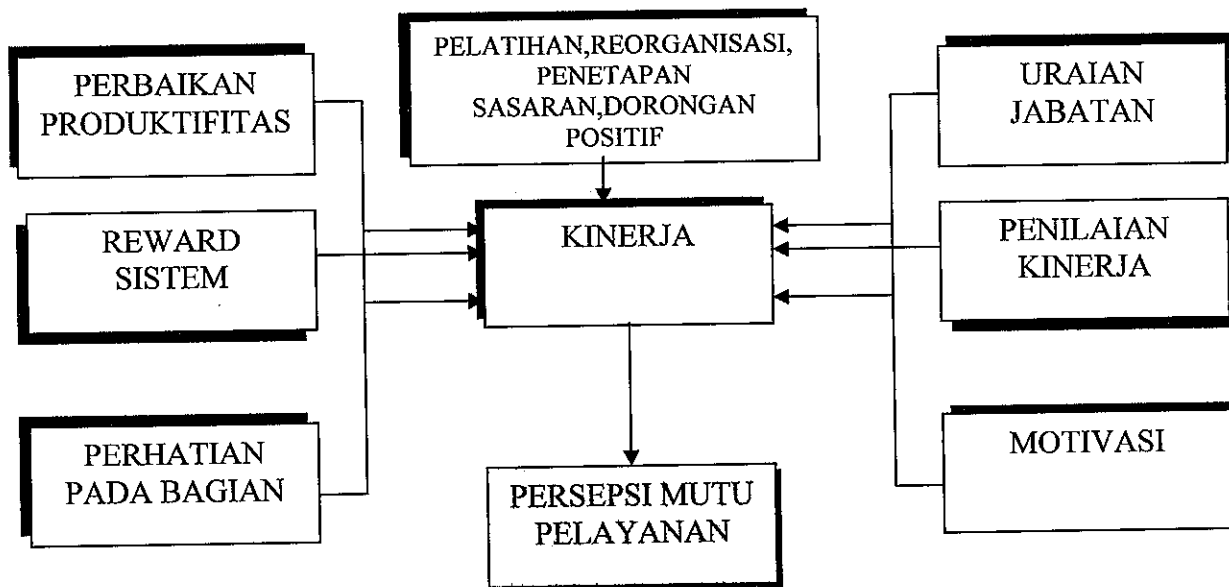 PERBAIKAN
PRODUKTIFITAS
PELATIHAN,REORGANISASI,
PENETAPAN
SASARAN,DORONGAN
POSITIF
URAIAN
JABATAN
REWARD
SISTEM
KINERJA
PENILAIAN
KINERJA
PERHATIAN
PADA BAGIAN
PERSEPSI MUTU
PELAYANAN
MOTIVASI